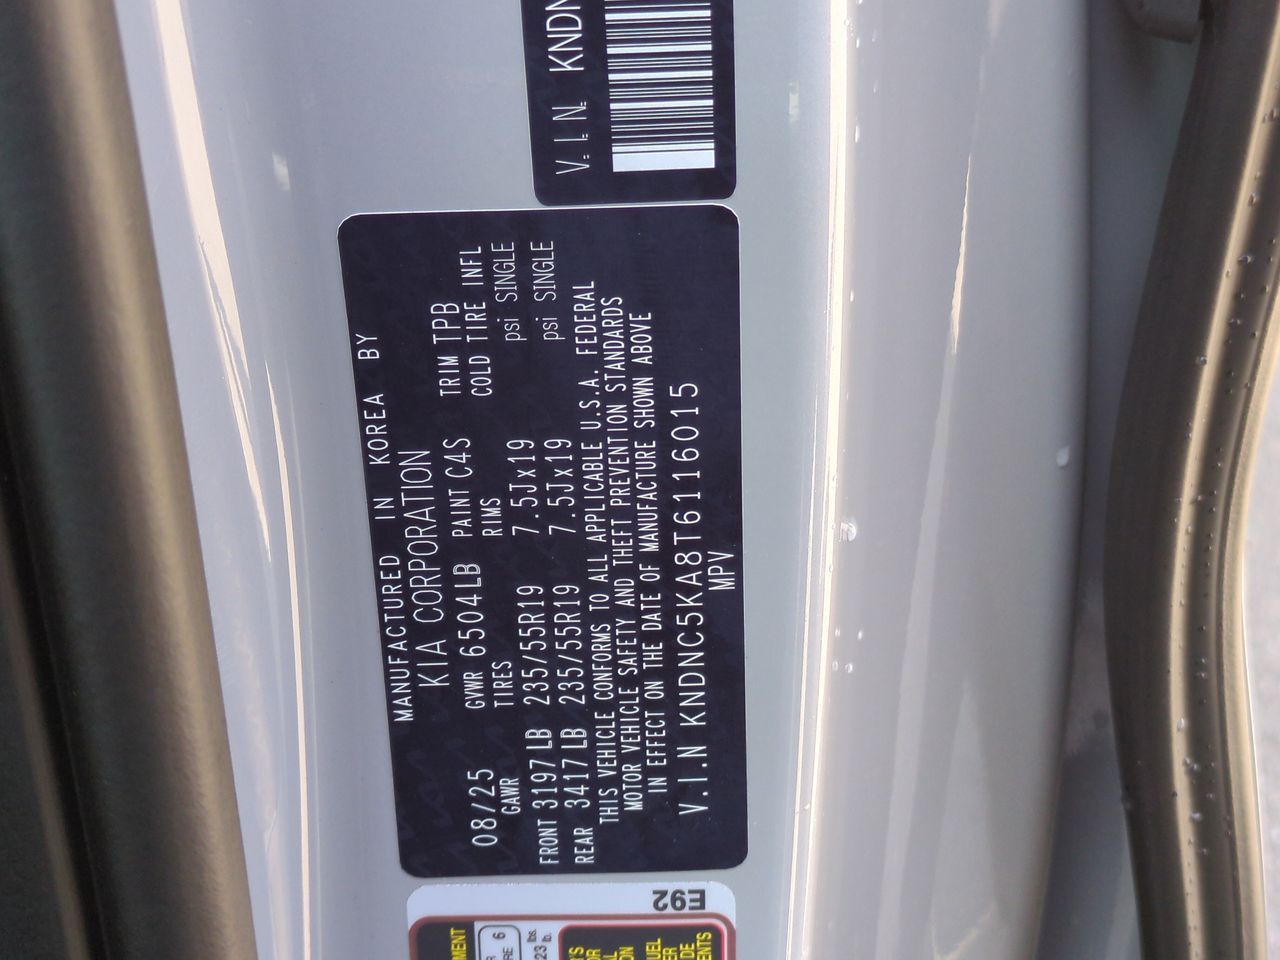 MANUFACTURED IN KOREA BY
KIA CORPORATION
08/25 GVWR 6504LB PAINT C4S TRIM TPB
GAWR TIRES RIMS COLD TIRE INFL
FRONT 3197LB 235/55R19 7.5Jx19 psi SINGLE
REAR 3417LB 235/55R19 7.5Jx19 psi SINGLE
THIS VEHICLE CONFORMS TO ALL APPLICABLE U.S.A. FEDERAL
MOTOR VEHICLE SAFETY AND THEFT PREVENTION STANDARDS
IN EFFECT ON THE DATE OF MANUFACTURE SHOWN ABOVE
V.I.N KNDNC5KA8T6116015
MPV
V.I.N. KNDN
E92
6
23 lb.